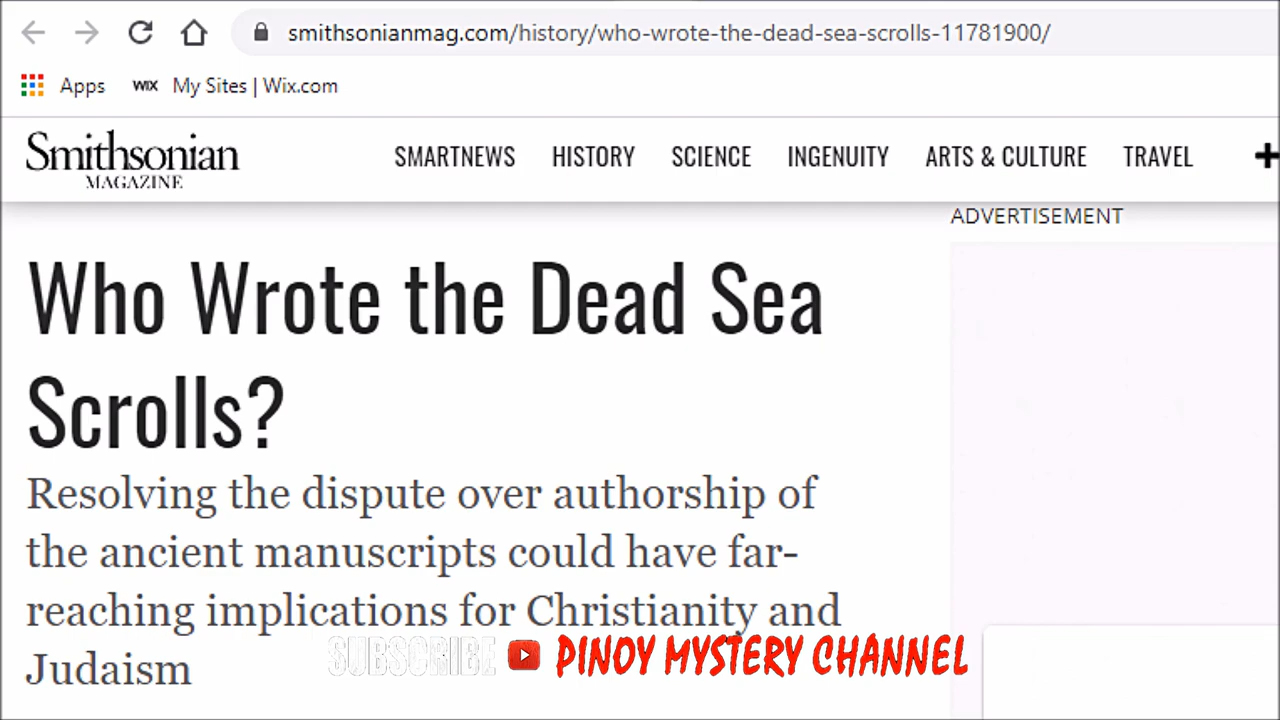 smithsonianmag.com/history/who-wrote-the-dead-sea-scrolls-11781900/
Apps WIX My Sites | Wix.com
Smithsonian
MAGAZINE
SMARTNEWS HISTORY SCIENCE INGENUITY ARTS & CULTURE TRAVEL +
ADVERTISEMENT
Who Wrote the Dead Sea
Scrolls?
Resolving the dispute over authorship of
the ancient manuscripts could have far-
reaching implications for Christianity and
Judaism
SUBSCRIBE PINOY MYSTERY CHANNEL